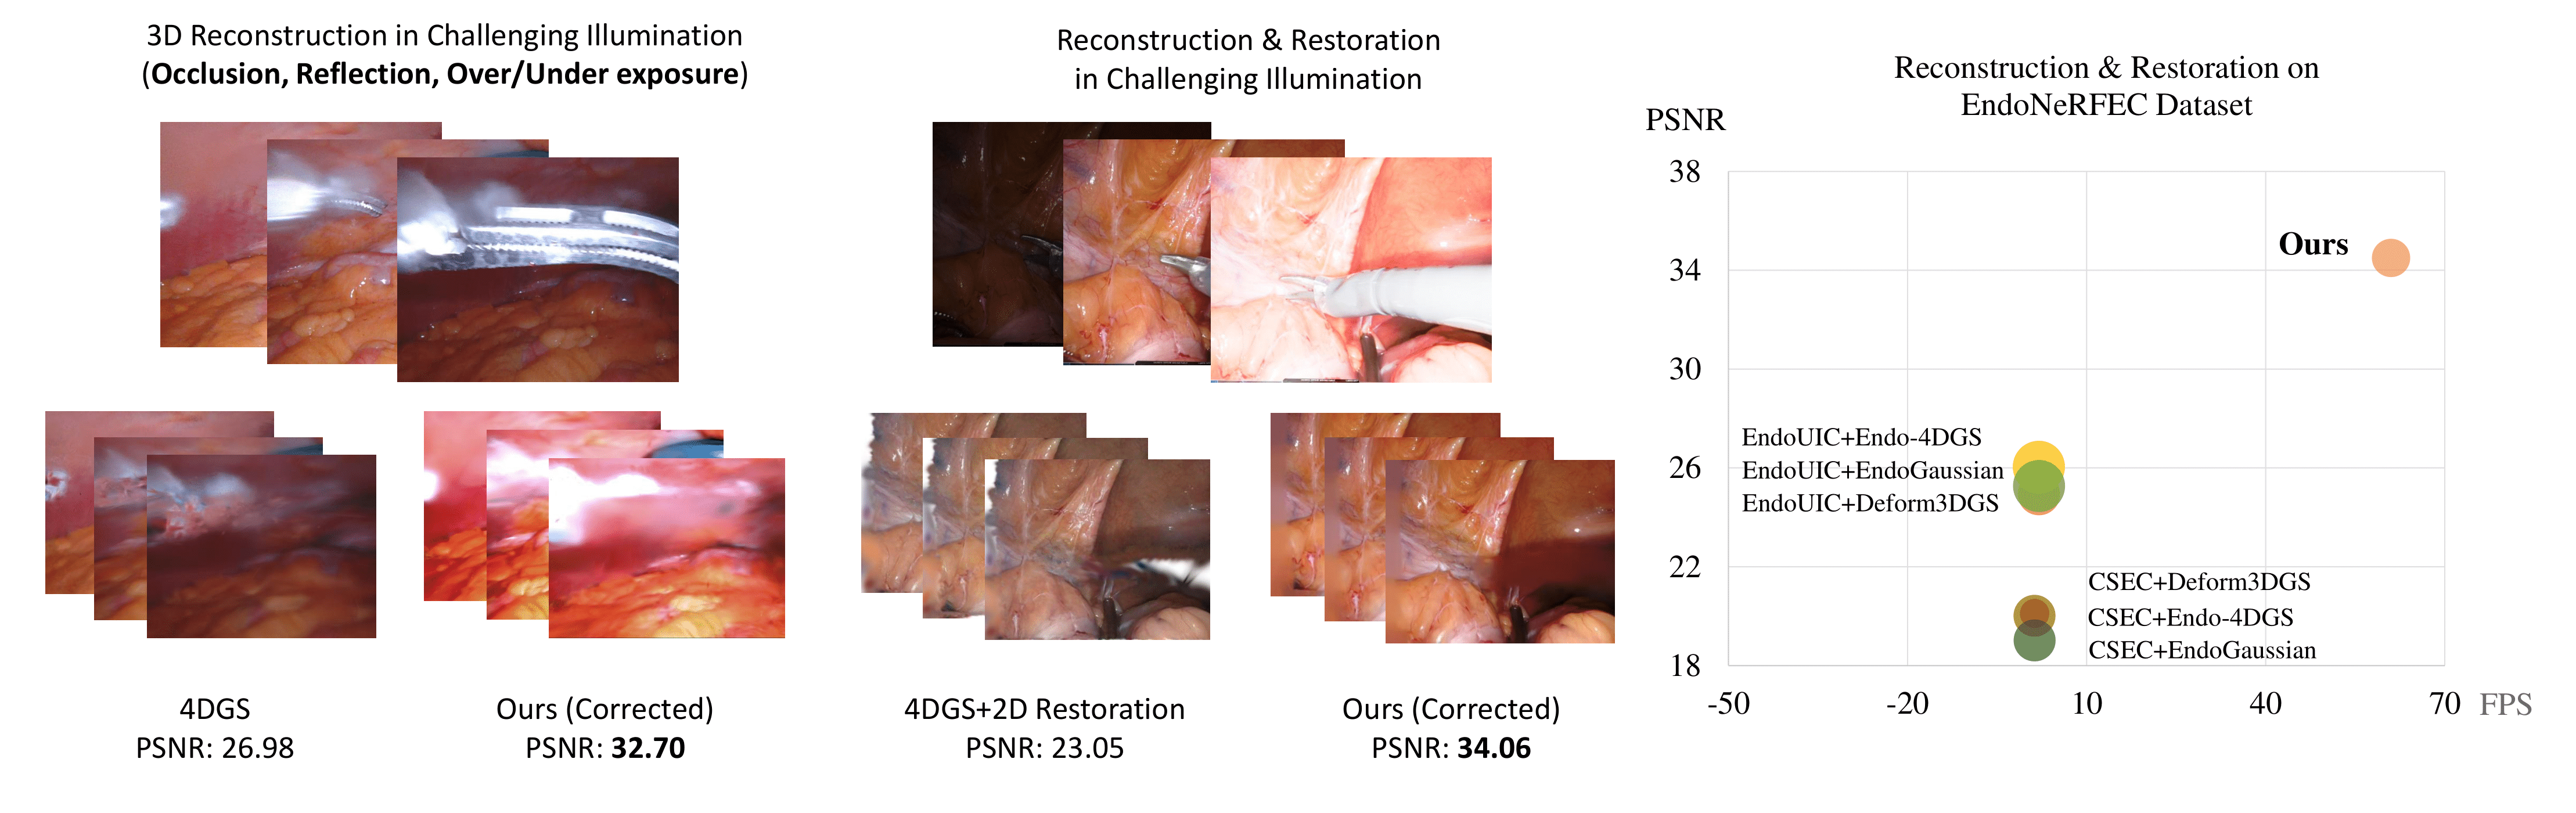 3D Reconstruction in Challenging Illumination
(Occlusion, Reflection, Over/Under exposure)
4DGS
PSNR: 26.98
Ours (Corrected)
PSNR: 32.70
Reconstruction & Restoration
in Challenging Illumination
4DGS+2D Restoration
PSNR: 23.05
Ours (Corrected)
PSNR: 34.06
Reconstruction & Restoration on
EndoNeRFEC Dataset
PSNR
38
34
30
26
22
18
Ours
EndoUIC+Endo-4DGS
EndoUIC+EndoGaussian
EndoUIC+Deform3DGS
CSEC+Deform3DGS
CSEC+Endo-4DGS
CSEC+EndoGaussian
-50 -20 10 40 70 FPS